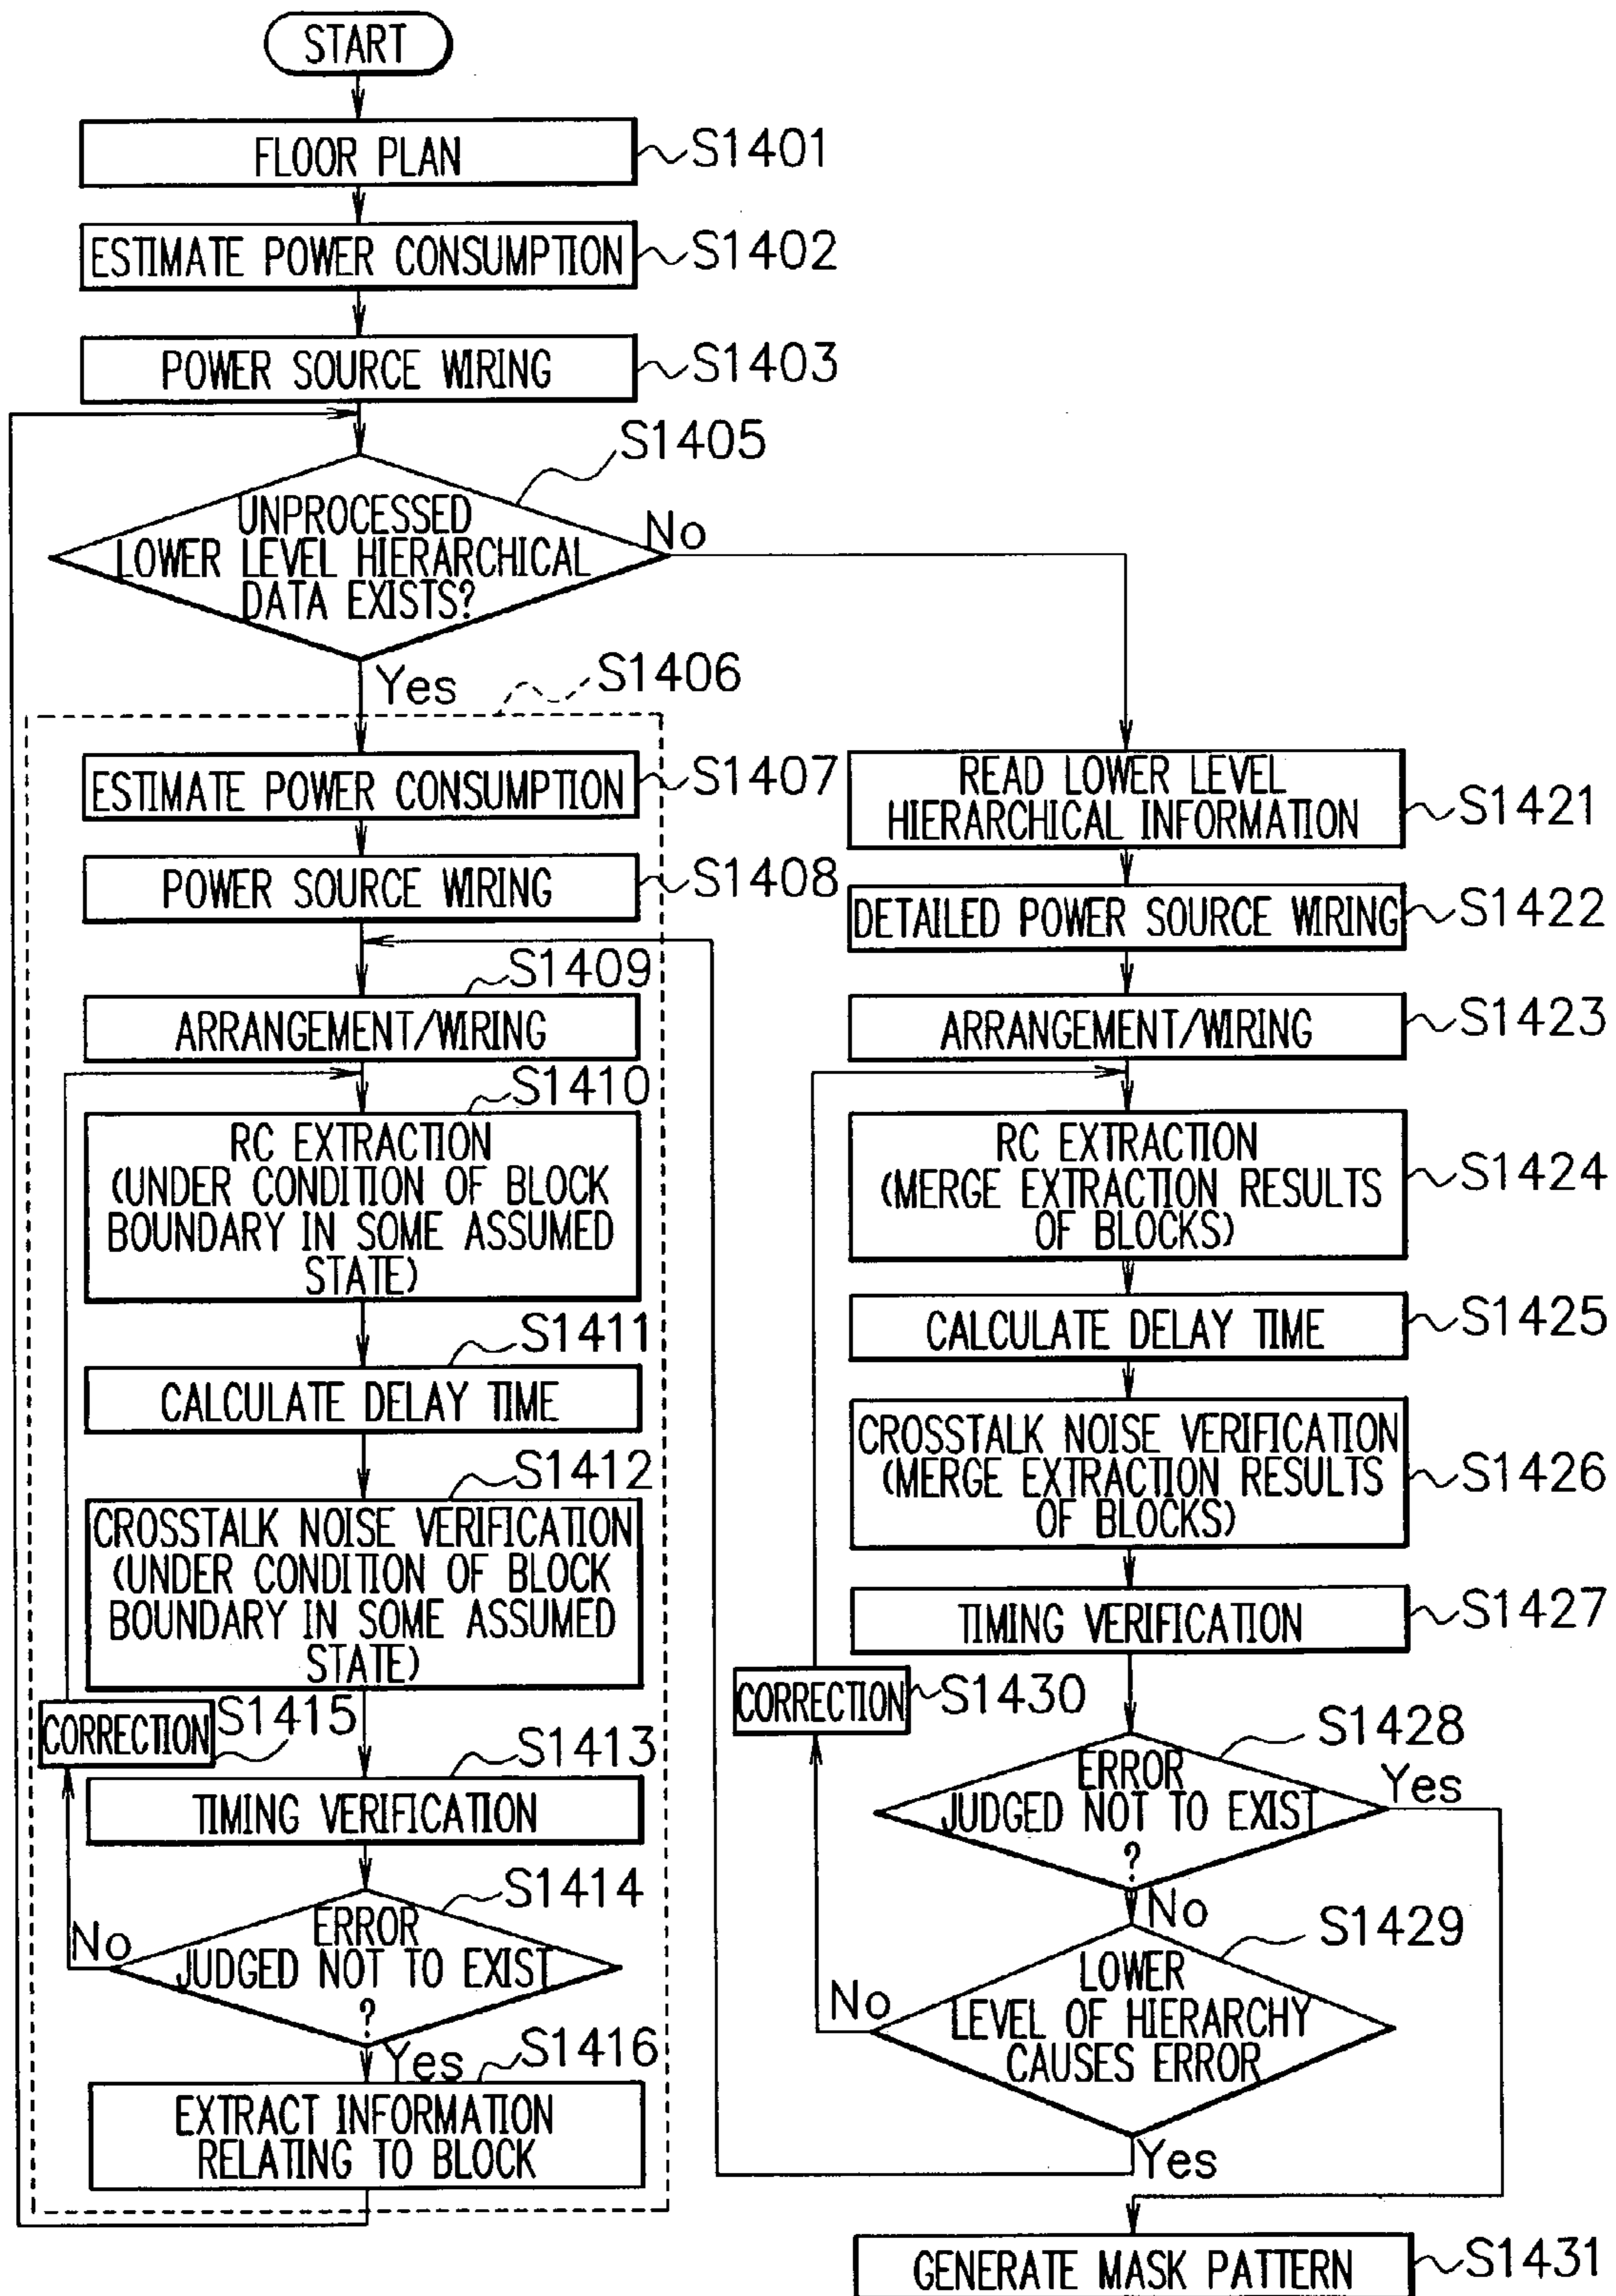 START
FLOOR PLAN
S1401
ESTIMATE POWER CONSUMPTION
S1402
POWER SOURCE WIRING
S1403
S1405
UNPROCESSED
LOWER LEVEL HIERARCHICAL
DATA EXISTS?
No
Yes
S1406
ESTIMATE POWER CONSUMPTION
S1407
POWER SOURCE WIRING
S1408
S1409
ARRANGEMENT/WIRING
S1410
RC EXTRACTION
(UNDER CONDITION OF BLOCK
BOUNDARY IN SOME ASSUMED
STATE)
S1411
CALCULATE DELAY TIME
S1412
CROSSTALK NOISE VERIFICATION
(UNDER CONDITION OF BLOCK
BOUNDARY IN SOME ASSUMED
STATE)
CORRECTION
S1415
S1413
TIMING VERIFICATION
S1414
ERROR
JUDGED NOT TO EXIST
?
No
Yes
S1416
EXTRACT INFORMATION
RELATING TO BLOCK
READ LOWER LEVEL
HIERARCHICAL INFORMATION
S1421
DETAILED POWER SOURCE WIRING
S1422
ARRANGEMENT/WIRING
S1423
RC EXTRACTION
(MERGE EXTRACTION RESULTS
OF BLOCKS)
S1424
CALCULATE DELAY TIME
S1425
CROSSTALK NOISE VERIFICATION
(MERGE EXTRACTION RESULTS
OF BLOCKS)
S1426
TIMING VERIFICATION
S1427
CORRECTION
S1430
S1428
ERROR
JUDGED NOT TO EXIST
?
Yes
No
S1429
LOWER
LEVEL OF HIERARCHY
CAUSES ERROR
No
Yes
GENERATE MASK PATTERN
S1431